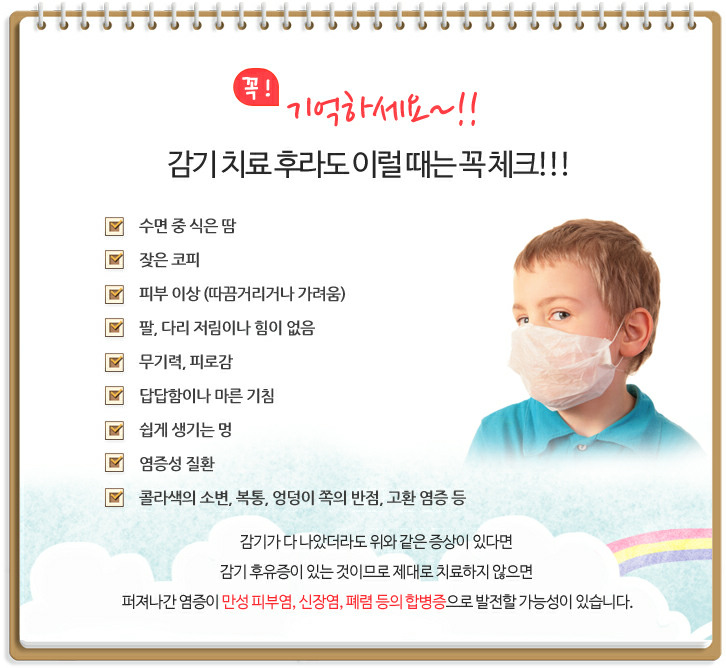 꼭!
기억하세요~!!
감기 치료 후라도 이럴 때는 꼭 체크!!!
수면 중 식은 땀
잦은 코피
피부 이상 (따끔거리거나 가려움)
팔, 다리 저림이나 힘이 없음
무기력, 피로감
답답함이나 마른 기침
쉽게 생기는 멍
염증성 질환
콜라색의 소변, 복통, 엉덩이 쪽의 반점, 고환 염증 등
감기가 다 나았더라도 위와 같은 증상이 있다면
감기 후유증이 있는 것이므로 제대로 치료하지 않으면
퍼져나간 염증이 만성 피부염, 신장염, 폐렴 등의 합병증으로 발전할 가능성이 있습니다.